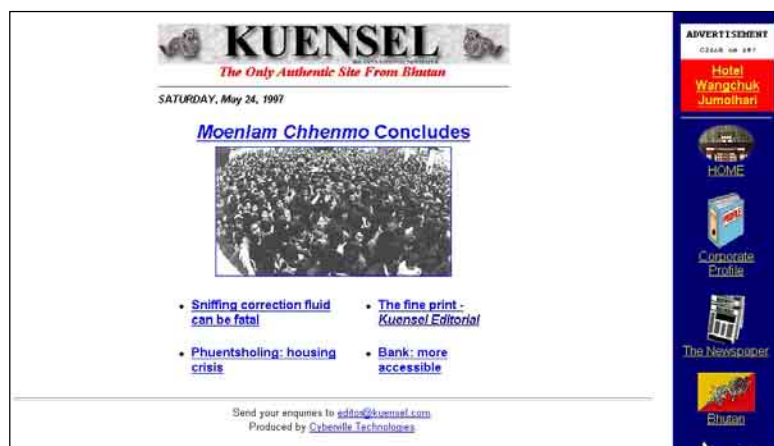 KUENSEL
The Only Authentic Site From Bhutan
SATURDAY, May 24, 1997
Moenlam Chhenmo Concludes
Sniffing correction fluid
can be fatal
Phuentsholing: housing
crisis
The fine print -
Kuensel Editorial
Bank: more
accessible
Send your enquiries to editor@kuensel.com.
Produced by Cyberville Technologies.
ADVERTISEMENT
Hotel
Wangchuk
Jumolhari
HOME
Corporate
Profile
The Newspaper
Bhutan